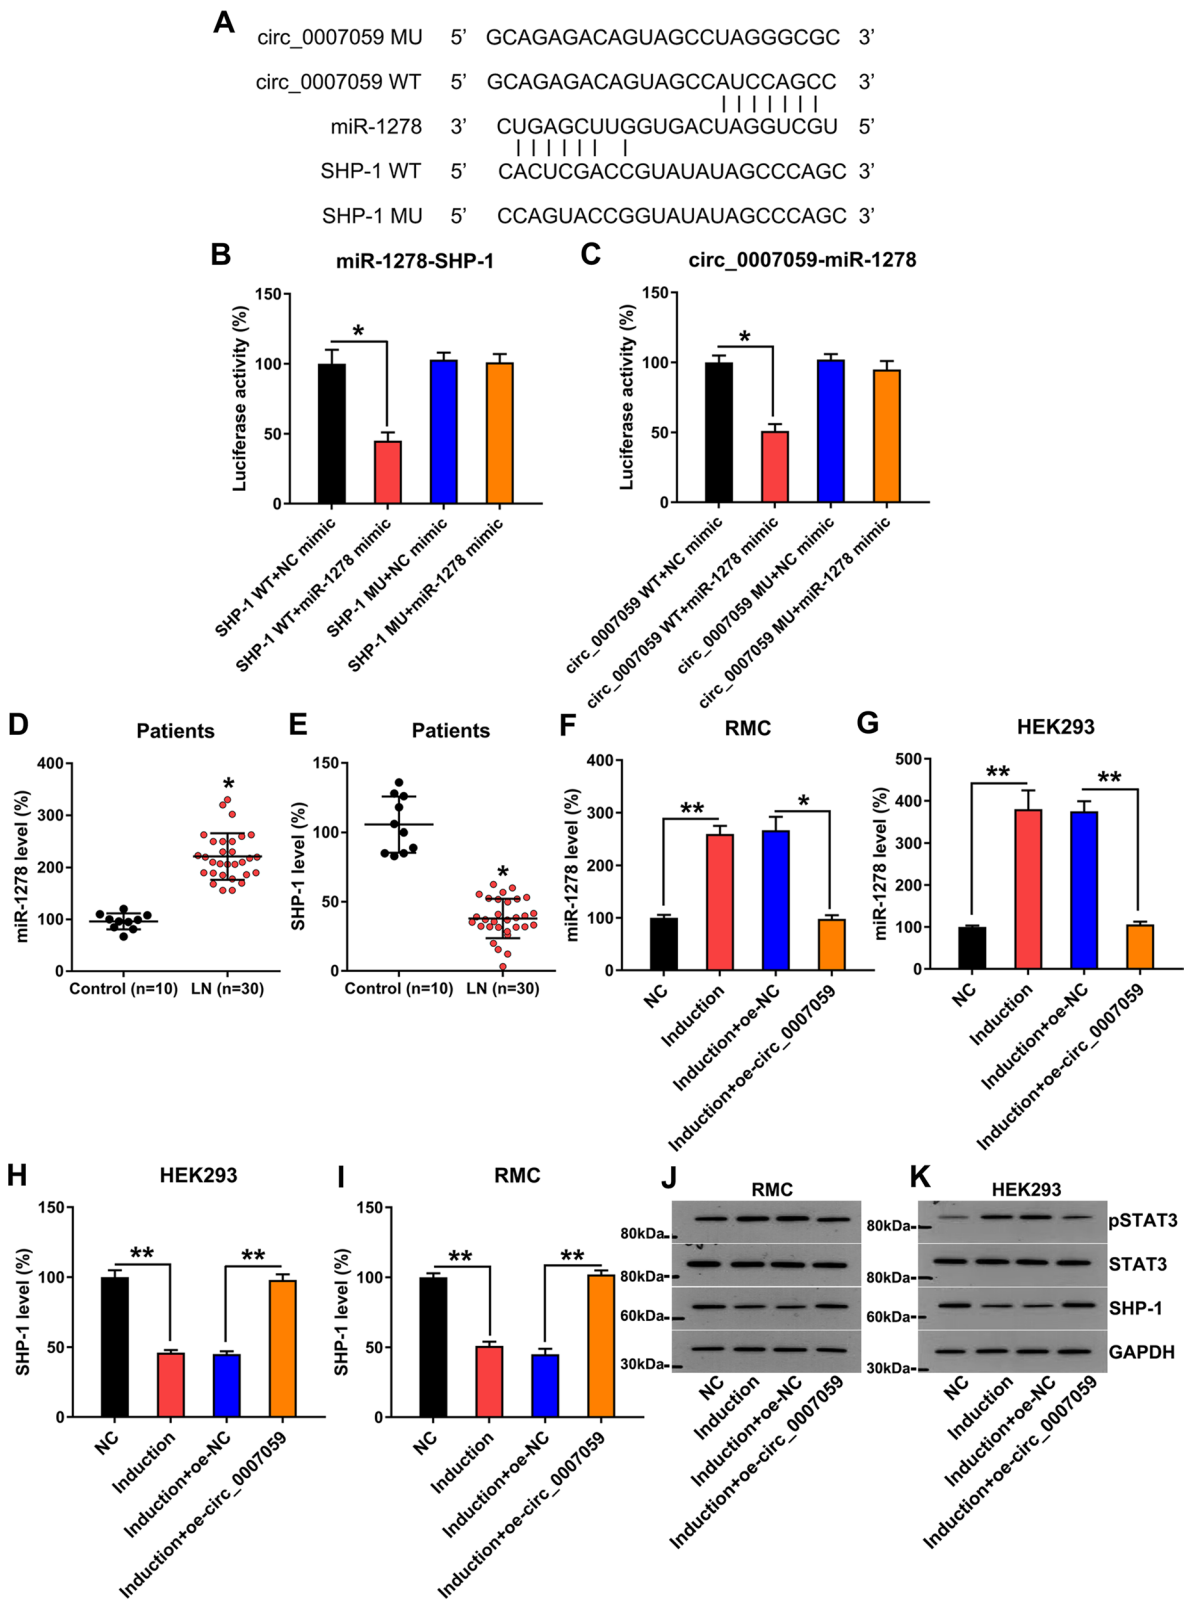 A
circ_0007059 MU 5’ GCAGAGACAGUAGCCUAGGGCGC 3’
circ_0007059 WT 5’ GCAGAGACAGUAGCCAUCCAGCC 3’
miR-1278 3’ CUGAGCUUGGUGACUAGGUCGU 5’
SHP-1 WT 5’ CACUCGACCGUAUAUAGCCCAGC 3’
SHP-1 MU 5’ CCAGUACCGGUAUAUAGCCCAGC 3’
B
miR-1278-SHP-1
Luciferase activity (%)
150
100
50
0
*
SHP-1 WT+NC mimic
SHP-1 WT+miR-1278 mimic
SHP-1 MU+NC mimic
SHP-1 MU+miR-1278 mimic
C
circ_0007059-miR-1278
Luciferase activity (%)
150
100
50
0
*
circ_0007059 WT+NC mimic
circ_0007059 WT+miR-1278 mimic
circ_0007059 MU+NC mimic
circ_0007059 MU+miR-1278 mimic
D
Patients
miR-1278 level (%)
400
300
200
100
0
*
Control (n=10)
LN (n=30)
E
Patients
SHP-1 level (%)
150
100
50
0
*
Control (n=10)
LN (n=30)
F
RMC
miR-1278 level (%)
400
300
200
100
0
**
*
NC
Induction
Induction+oe-NC
Induction+oe-circ_0007059
G
HEK293
miR-1278 level (%)
500
400
300
200
100
0
**
**
NC
Induction
Induction+oe-NC
Induction+oe-circ_0007059
H
HEK293
SHP-1 level (%)
150
100
50
0
**
**
NC
Induction
Induction+oe-NC
Induction+oe-circ_0007059
I
RMC
SHP-1 level (%)
150
100
50
0
**
**
NC
Induction
Induction+oe-NC
Induction+oe-circ_0007059
J
RMC
80kDa
80kDa
60kDa
30kDa
NC
Induction
Induction+oe-NC
Induction+oe-circ_0007059
K
HEK293
80kDa
pSTAT3
80kDa
STAT3
60kDa
SHP-1
30kDa
GAPDH
NC
Induction
Induction+oe-NC
Induction+oe-circ_0007059